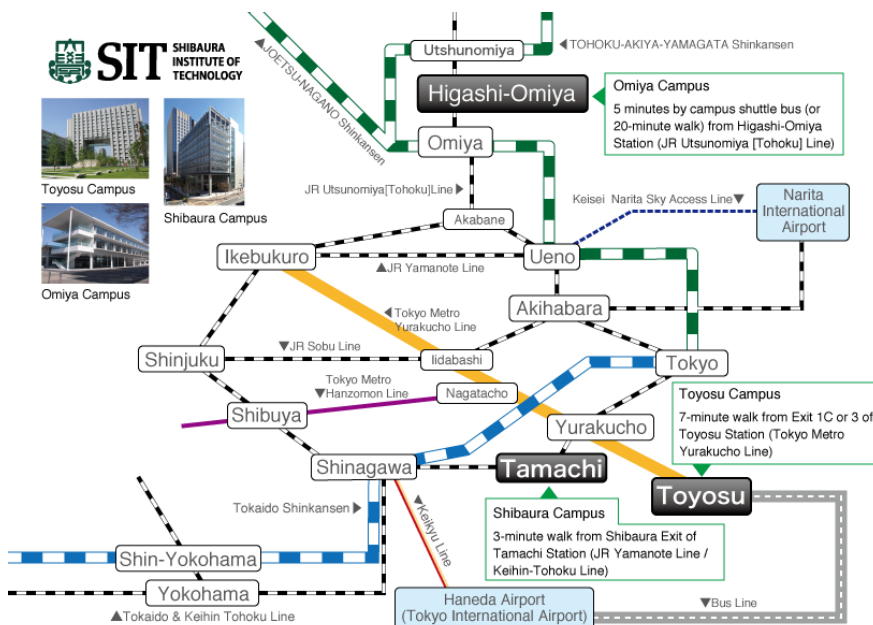 SIT
SHIBAURA
INSTITUTE OF
TECHNOLOGY
Toyosu Campus
Shibaura Campus
Omiya Campus
▲JOETSU-NAGANO Shinkansen
Utshunomiya
◀TOHOKU-AKIYA-YAMAGATA Shinkansen
Higashi-Omiya
Omiya Campus
5 minutes by campus shuttle bus (or
20-minute walk) from Higashi-Omiya
Station (JR Utsunomiya [Tohoku] Line)
Omiya
JR Utsunomiya[Tohoku]Line▶
Keisei Narita Sky Access Line▼
Narita
International
Airport
Akabane
Ikebukuro
Ueno
▲JR Yamanote Line
Akihabara
◀Tokyo Metro
Yurakucho Line
▼JR Sobu Line
Shinjuku
Iidabashi
Tokyo
Tokyo Metro
▼Hanzomon Line
Nagatacho
Shibuya
Toyosu Campus
7-minute walk from Exit 1C or 3 of
Toyosu Station (Tokyo Metro
Yurakucho Line)
Yurakucho
Shinagawa
Tamachi
Toyosu
Tokaido Shinkansen▶
◀Keikyu Line
Shibaura Campus
3-minute walk from Shibaura Exit of
Tamachi Station (JR Yamanote Line /
Keihin-Tohoku Line)
Shin-Yokohama
Yokohama
▲Tokaido & Keihin Tohoku Line
Haneda Airport
(Tokyo International Airport)
▼Bus Line